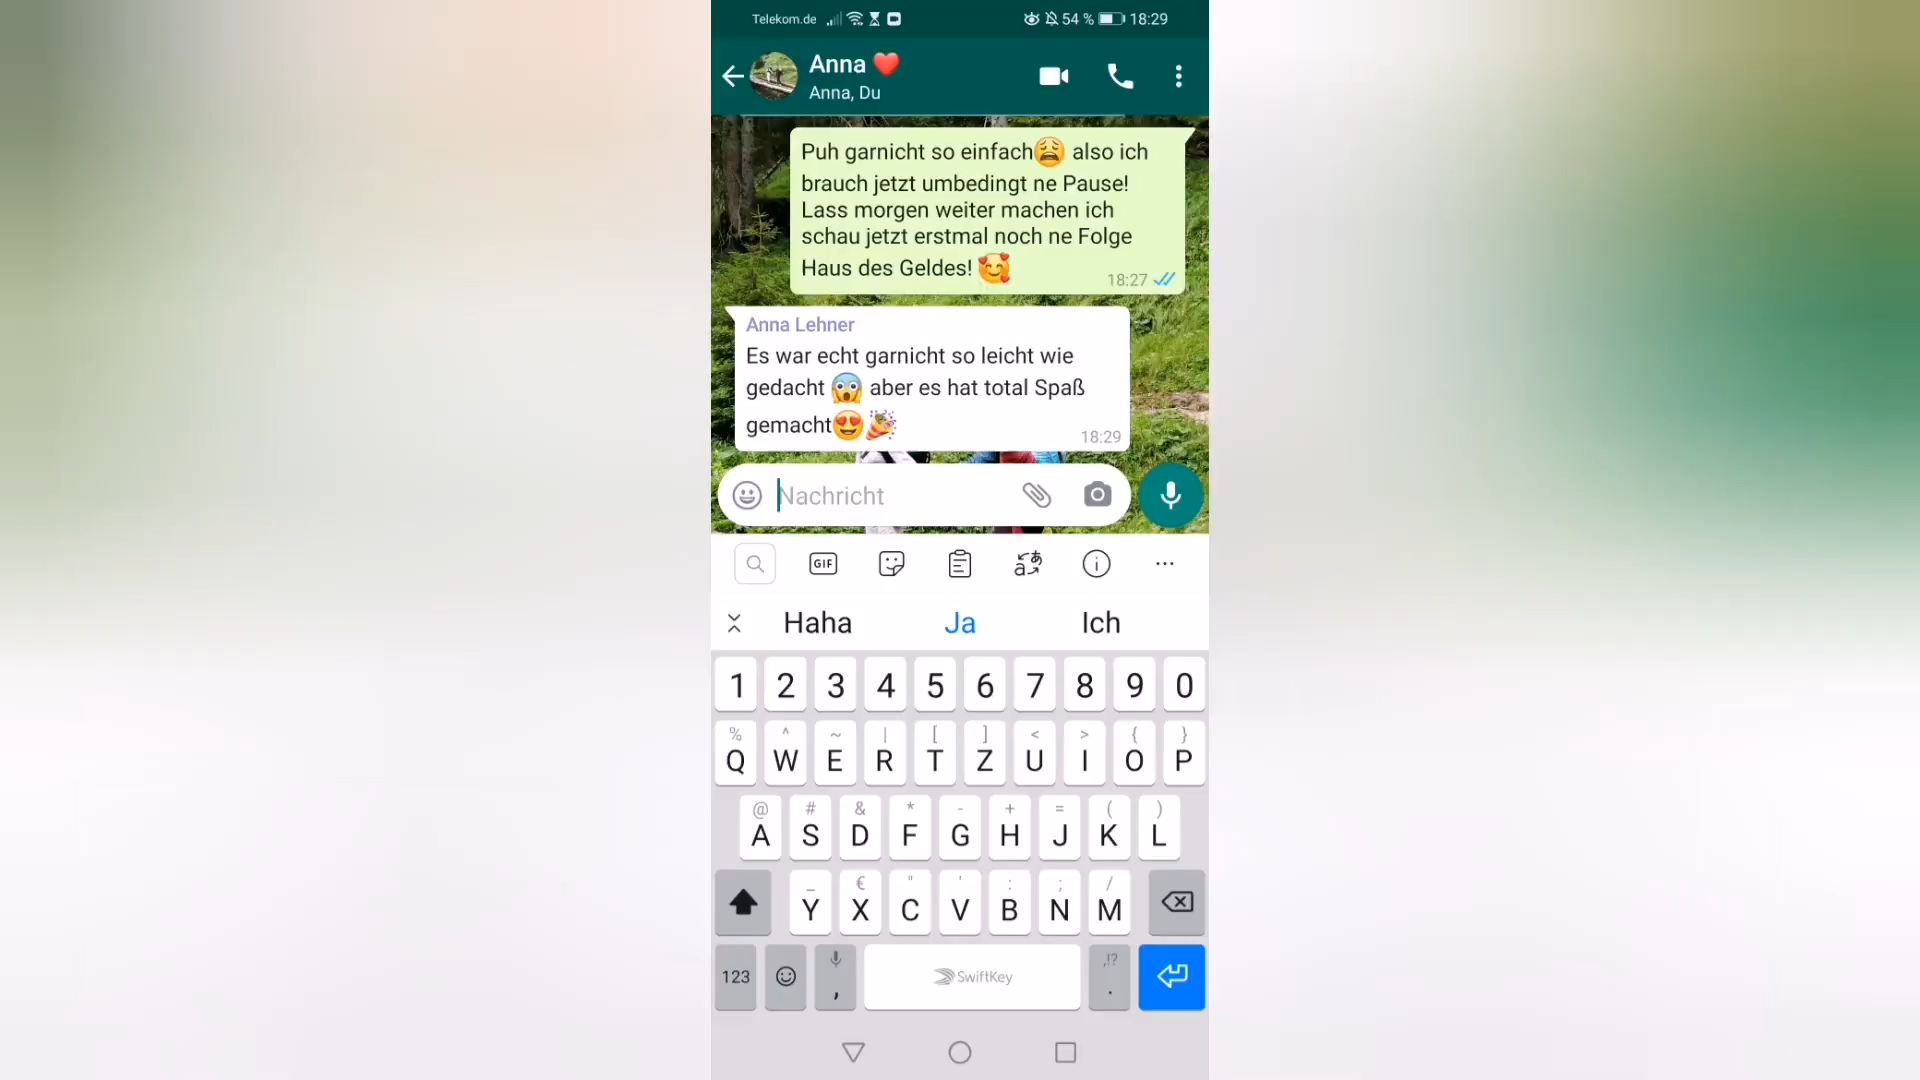 Telekom.de 54 % 18:29
Anna ❤️
Anna, Du
Puh garnicht so einfach😩 also ich
brauch jetzt umbedingt ne Pause!
Lass morgen weiter machen ich
schau jetzt erstmal noch ne Folge
Haus des Geldes! 🥰
18:27
Anna Lehner
Es war echt garnicht so leicht wie
gedacht 😱 aber es hat total Spaß
gemacht😍🎉
18:29
Nachricht
GIF
Haha Ja Ich
1 2 3 4 5 6 7 8 9 0
% ^ ~ | [ ] < > { }
Q W E R T Z U I O P
@ # & * - + = ( )
A S D F G H J K L
_ € " ' : ; /
Y X C V B N M
,!?
123 , SwiftKey .